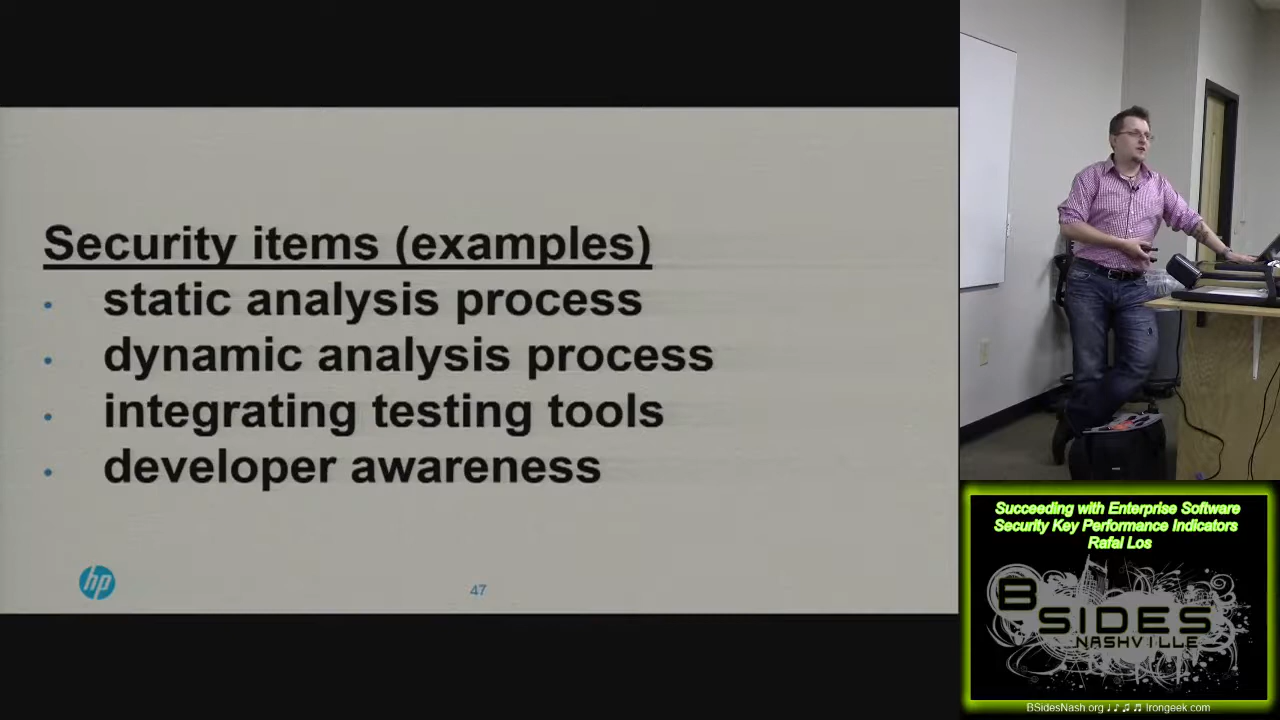 Security items (examples)
• static analysis process
• dynamic analysis process
• integrating testing tools
• developer awareness
hp
47
Succeeding with Enterprise Software
Security Key Performance Indicators
Rafal Los
BSIDES
NASHVILLE
BSidesNash.org ♩ ♪ ♫ ♬ Irongeek.com